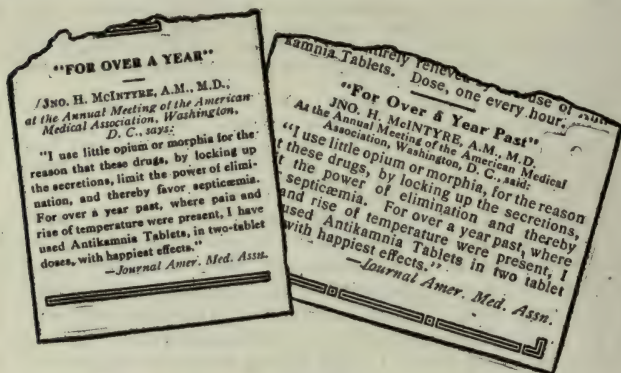 "FOR OVER A YEAR"
JNO. H. MCINTYRE, A.M., M.D.,
at the Annual Meeting of the American
Medical Association, Washington,
D. C., says:
"I use little opium or morphia for the
reason that these drugs, by locking up
the secretions, limit the power of elimi-
nation, and thereby favor septicæmia.
For over a year past, where pain and
rise of temperature were present, I have
used Antikamnia Tablets, in two-tablet
doses, with happiest effects."
—Journal Amer. Med. Assn.
relieved use of
kamnia Tablets. Dose, one every hour.
"For Over a Year Past"
JNO. H. McINTYRE, A.M., M.D.
At the Annual Meeting of the American Medical
Association, Washington, D. C., said:
"I use little opium or morphia, for the reason
t these drugs, by locking up the secretions,
t the power of elimination and thereby
septicæmia. For over a year past, where
and rise of temperature were present, I
used Antikamnia Tablets in two tablet
with happiest effects."
—Journal Amer. Med. Assn.